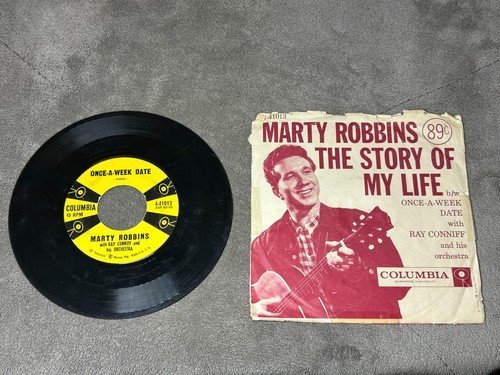 ONCE-A-WEEK DATE
COLUMBIA
45 RPM
4-41013
MARTY ROBBINS
with RAY CONNIFF and
his ORCHESTRA
4-41013
MARTY ROBBINS
89¢
THE STORY OF
MY LIFE
b/w
ONCE-A-WEEK
DATE
with
RAY CONNIFF
and his
orchestra
COLUMBIA